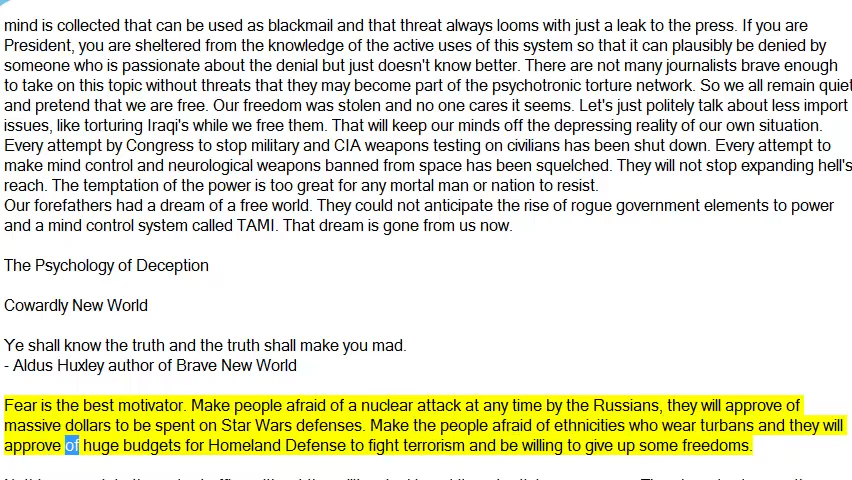 mind is collected that can be used as blackmail and that threat always looms with just a leak to the press. If you are
President, you are sheltered from the knowledge of the active uses of this system so that it can plausibly be denied by
someone who is passionate about the denial but just doesn't know better. There are not many journalists brave enough
to take on this topic without threats that they may become part of the psychotronic torture network. So we all remain quiet
and pretend that we are free. Our freedom was stolen and no one cares it seems. Let's just politely talk about less import
issues, like torturing Iraqi's while we free them. That will keep our minds off the depressing reality of our own situation.
Every attempt by Congress to stop military and CIA weapons testing on civilians has been shut down. Every attempt to
make mind control and neurological weapons banned from space has been squelched. They will not stop expanding hell's
reach. The temptation of the power is too great for any mortal man or nation to resist.
Our forefathers had a dream of a free world. They could not anticipate the rise of rogue government elements to power
and a mind control system called TAMI. That dream is gone from us now.
The Psychology of Deception
Cowardly New World
Ye shall know the truth and the truth shall make you mad.
- Aldus Huxley author of Brave New World
Fear is the best motivator. Make people afraid of a nuclear attack at any time by the Russians, they will approve of
massive dollars to be spent on Star Wars defenses. Make the people afraid of ethnicities who wear turbans and they will
approve of huge budgets for Homeland Defense to fight terrorism and be willing to give up some freedoms.